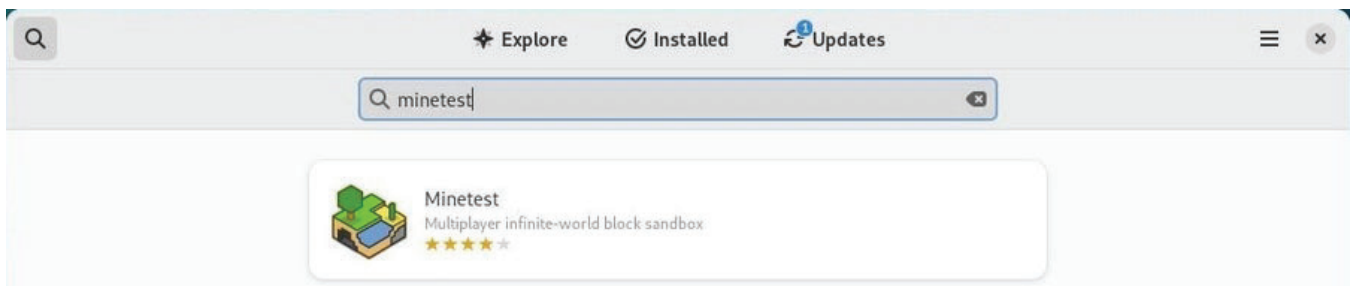 Explore Installed 1 Updates
minetest
Minetest
Multiplayer infinite-world block sandbox